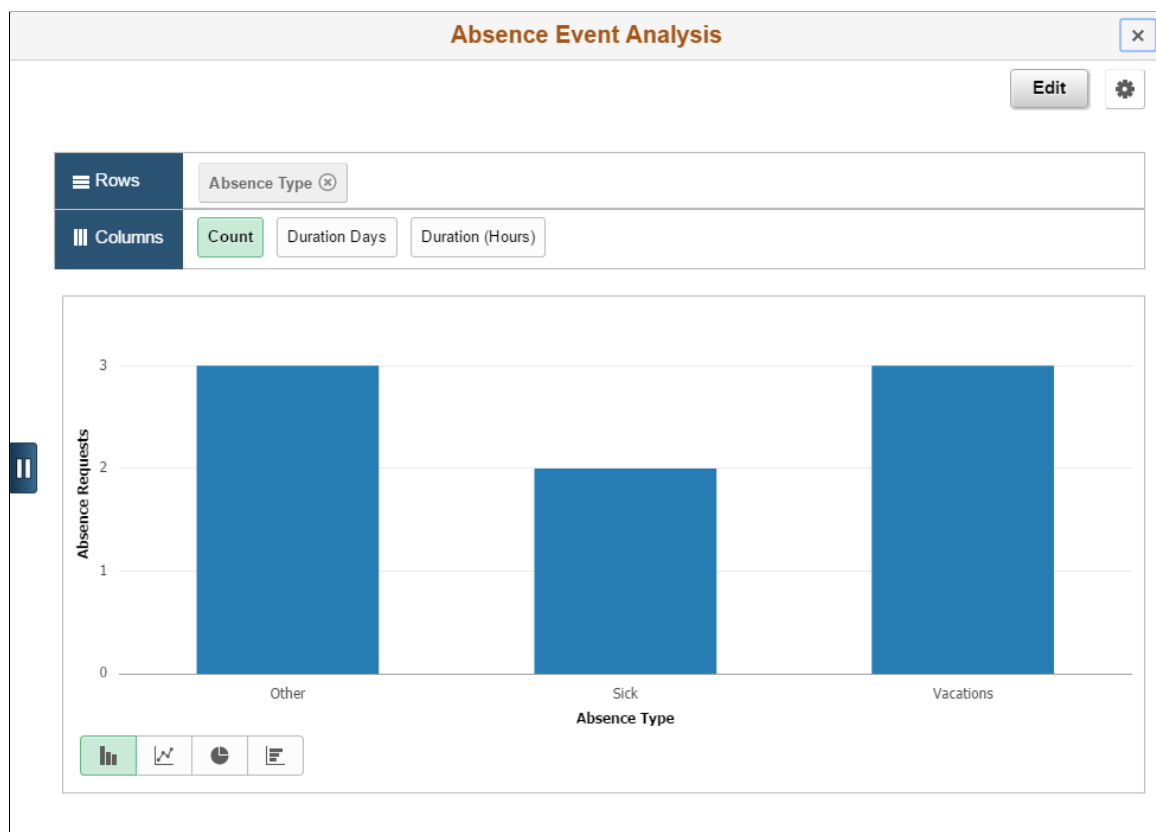 Absence Event Analysis
Edit
Rows
Absence Type
Columns
Count Duration Days Duration (Hours)
3
2
1
0
Absence Requests
Other Sick Vacations
Absence Type